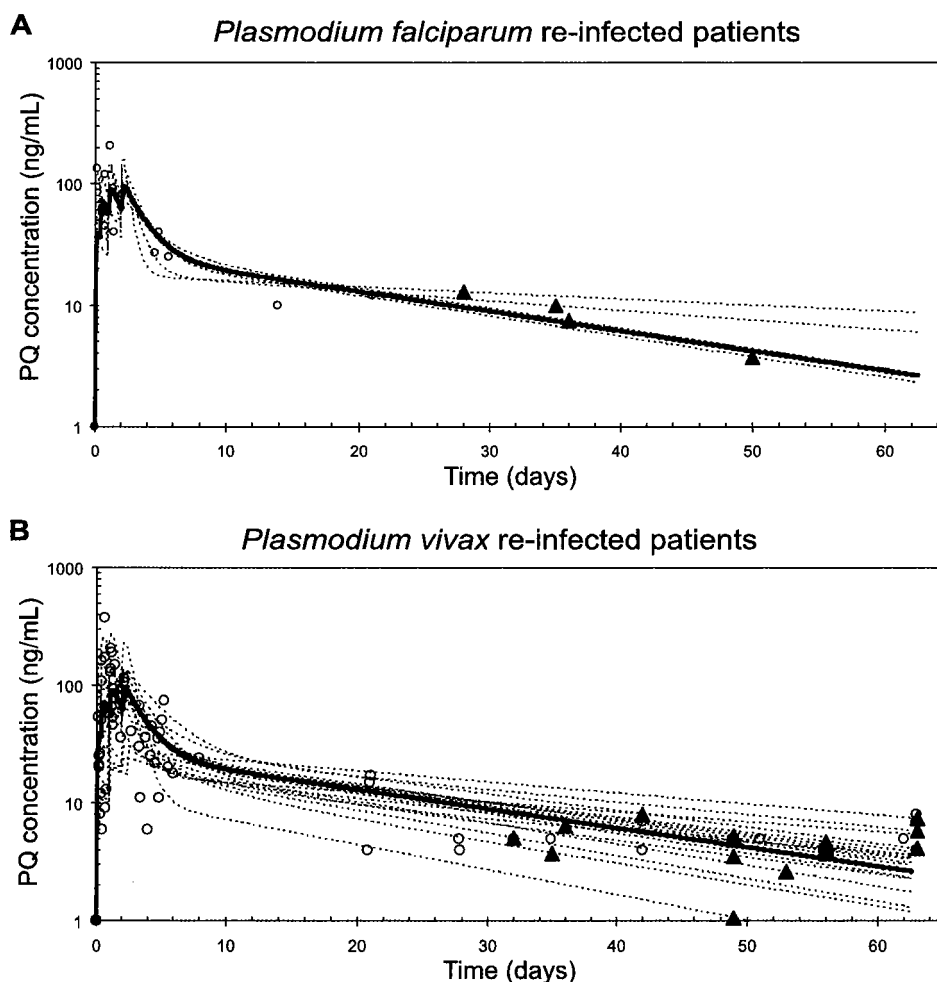 A
Plasmodium falciparum re-infected patients
1000
100
10
1
PQ concentration (ng/mL)
0 10 20 30 40 50 60
Time (days)
B
Plasmodium vivax re-infected patients
1000
100
10
1
PQ concentration (ng/mL)
0 10 20 30 40 50 60
Time (days)